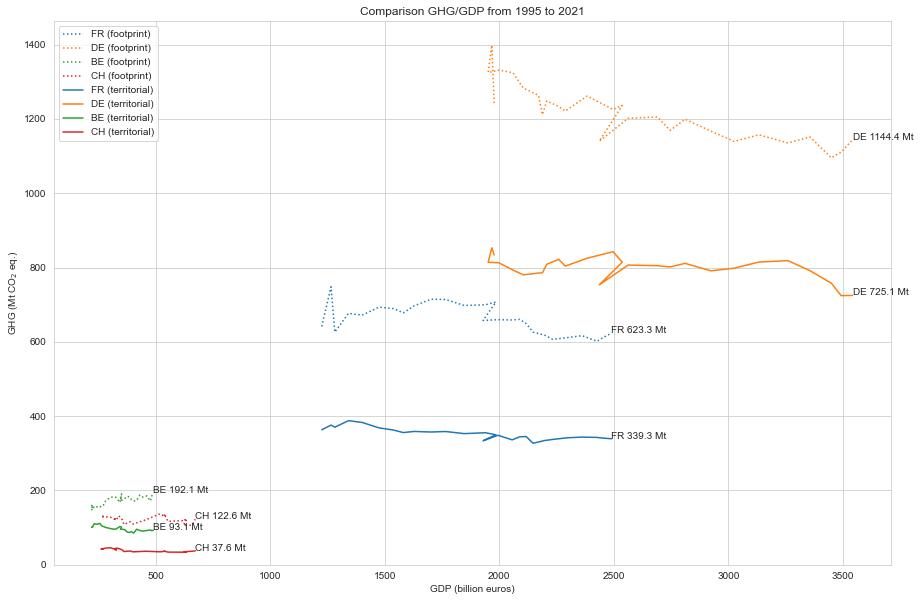 Comparison GHG/GDP from 1995 to 2021
FR (footprint)
DE (footprint)
BE (footprint)
CH (footprint)
FR (territorial)
DE (territorial)
BE (territorial)
CH (territorial)
1400
1200
1000
800
600
400
200
0
GHG (Mt CO₂ eq.)
DE 1144.4 Mt
DE 725.1 Mt
FR 623.3 Mt
FR 339.3 Mt
BE 192.1 Mt
CH 122.6 Mt
BE 93.1 Mt
CH 37.6 Mt
500
1000
1500
2000
2500
3000
3500
GDP (billion euros)